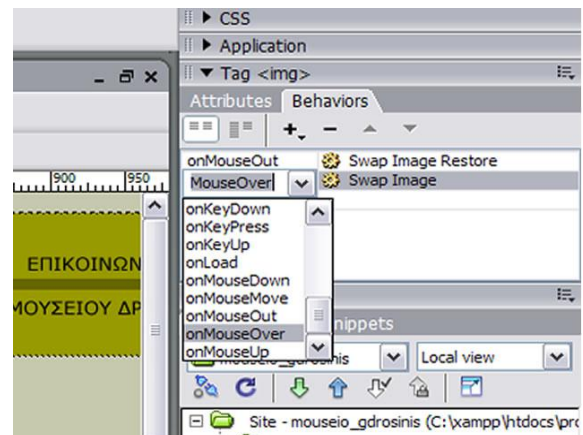 CSS
Application
Tag <img>
Attributes Behaviors
onMouseOut Swap Image Restore
MouseOver Swap Image
onKeyDown
onKeyPress
onKeyUp
onLoad
onMouseDown
onMouseMove
onMouseOut
onMouseOver
onMouseUp
900 950
ΕΠΙΚΟΙΝΩΝ
ΜΟΥΣΕΙΟΥ ΔΡ
nippets
mouseio_gdrosinis Local view
Site - mouseio_gdrosinis (C:\xampp\htdocs\pro